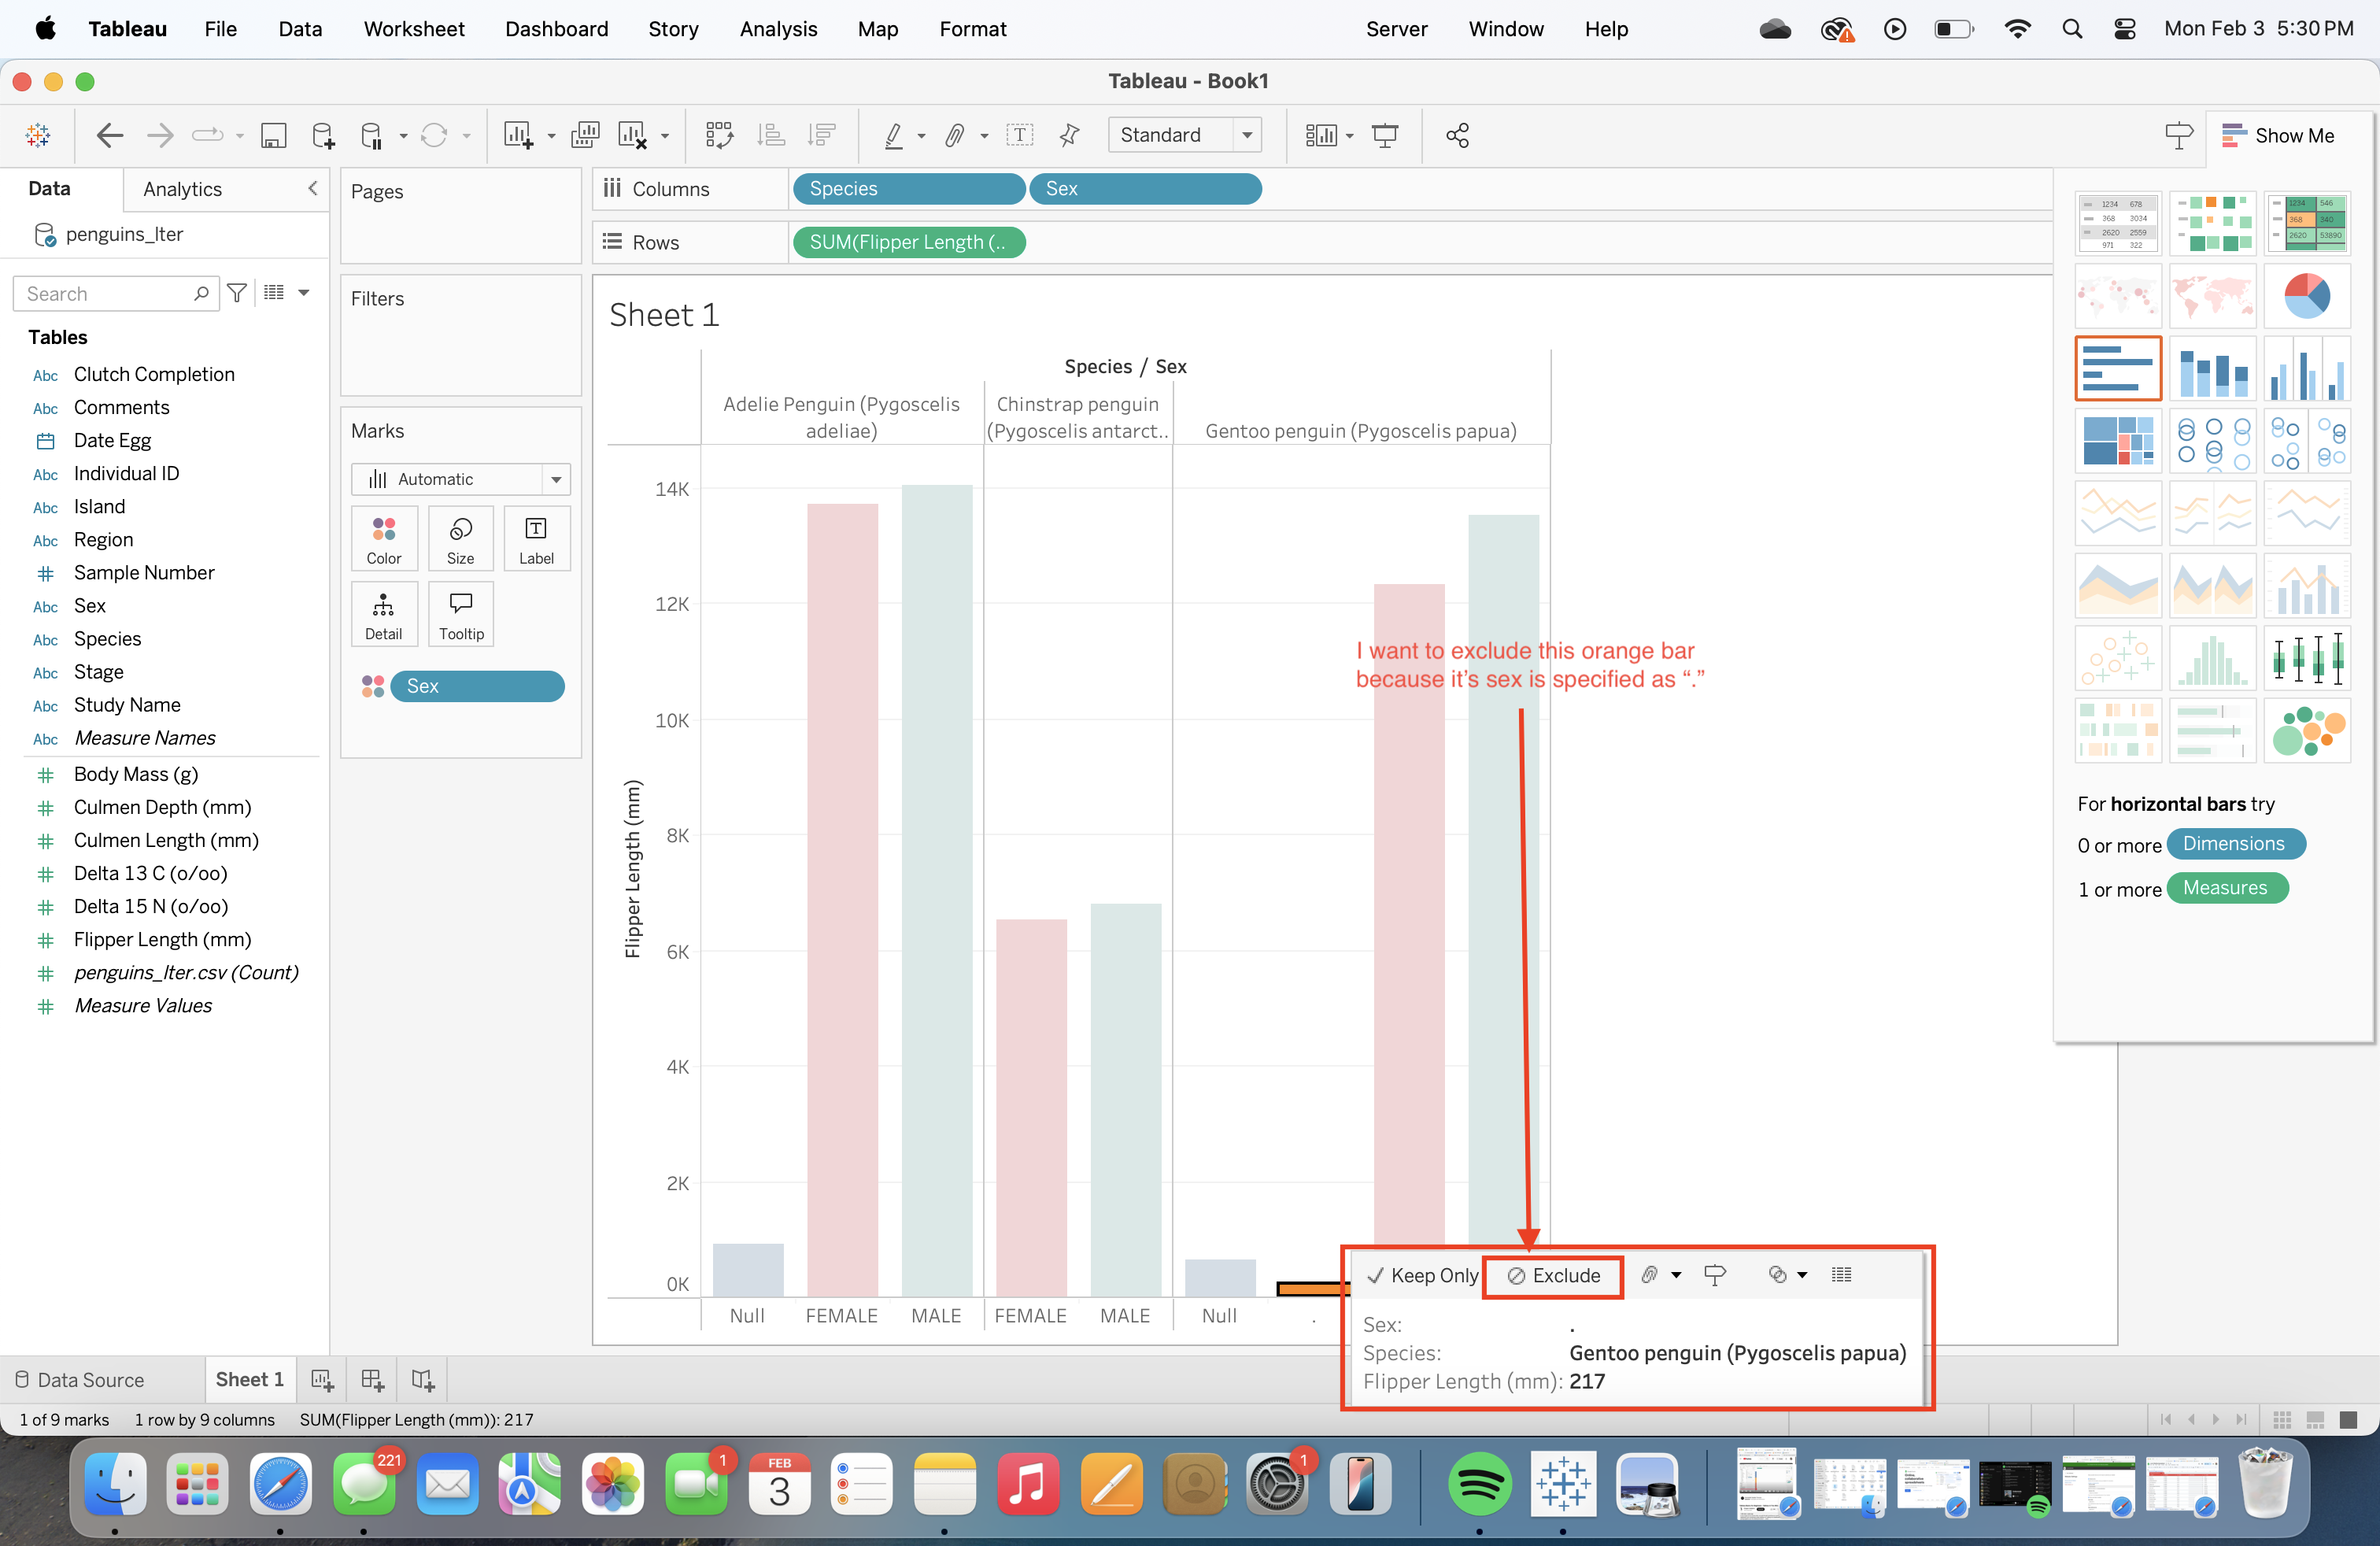 Tableau File Data Worksheet Dashboard Story Analysis Map Format Server Window Help Mon Feb 3 5:30 PM
Tableau - Book1
Standard
Show Me
Data Analytics
penguins_lter
Search
Tables
Abc Clutch Completion
Abc Comments
Date Egg
Abc Individual ID
Abc Island
Abc Region
# Sample Number
Abc Sex
Abc Species
Abc Stage
Abc Study Name
Abc Measure Names
# Body Mass (g)
# Culmen Depth (mm)
# Culmen Length (mm)
# Delta 13 C (o/oo)
# Delta 15 N (o/oo)
# Flipper Length (mm)
# penguins_lter.csv (Count)
# Measure Values
Pages
Filters
Marks
Automatic
Color Size Label
Detail Tooltip
Sex
Columns Species Sex
Rows SUM(Flipper Length (..
Sheet 1
Species / Sex
Adelie Penguin (Pygoscelis
adeliae)
Chinstrap penguin
(Pygoscelis antarct..
Gentoo penguin (Pygoscelis papua)
Flipper Length (mm)
14K
12K
10K
8K
6K
4K
2K
0K
Null FEMALE MALE FEMALE MALE Null .
I want to exclude this orange bar
because it's sex is specified as “.”
Keep Only Exclude
Sex: .
Species: Gentoo penguin (Pygoscelis papua)
Flipper Length (mm): 217
1234 678
368 3034
2620 2559
971 322
1234 546
368 340
2620 53890
For horizontal bars try
0 or more Dimensions
1 or more Measures
Data Source Sheet 1
1 of 9 marks 1 row by 9 columns SUM(Flipper Length (mm)): 217
221
1
FEB
3
1